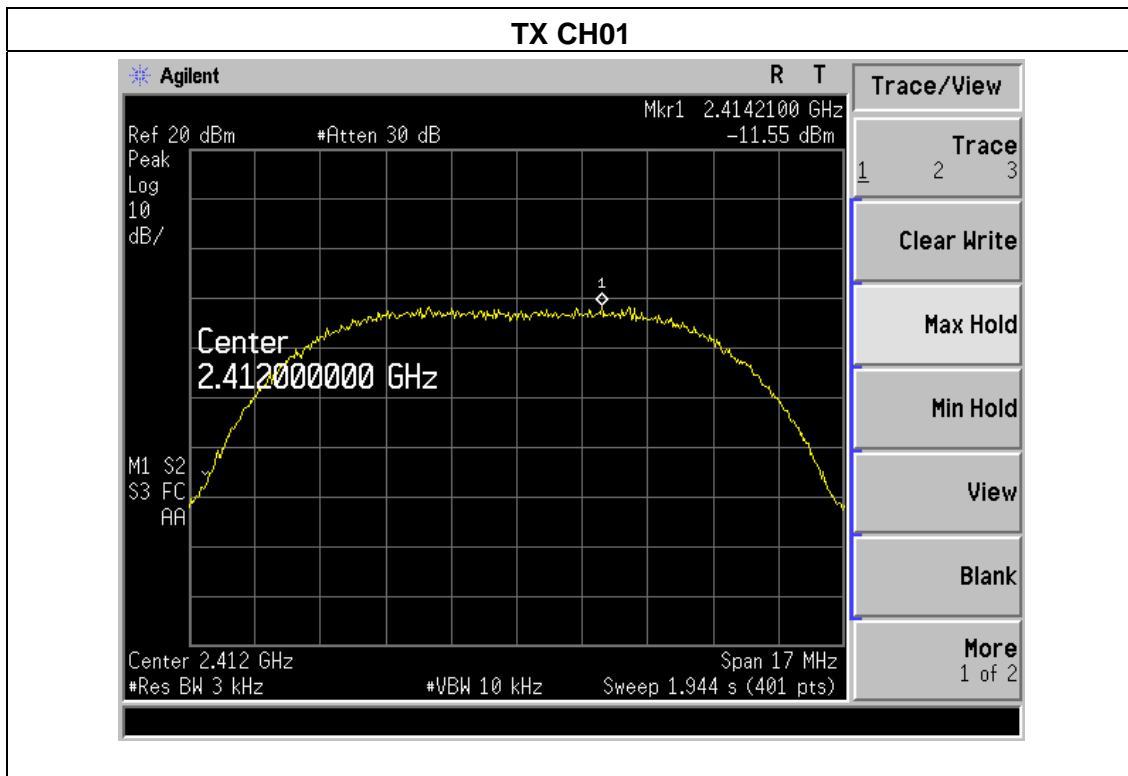 TX CH01
Agilent
R T
Mkr1 2.4142100 GHz
Ref 20 dBm #Atten 30 dB -11.55 dBm
Peak
Log
10
dB/
1
Center
2.412000000 GHz
M1 S2
S3 FC
AA
Center 2.412 GHz Span 17 MHz
#Res BW 3 kHz #VBW 10 kHz Sweep 1.944 s (401 pts)
Trace/View
Trace
1 2 3
Clear Write
Max Hold
Min Hold
View
Blank
More
1 of 2